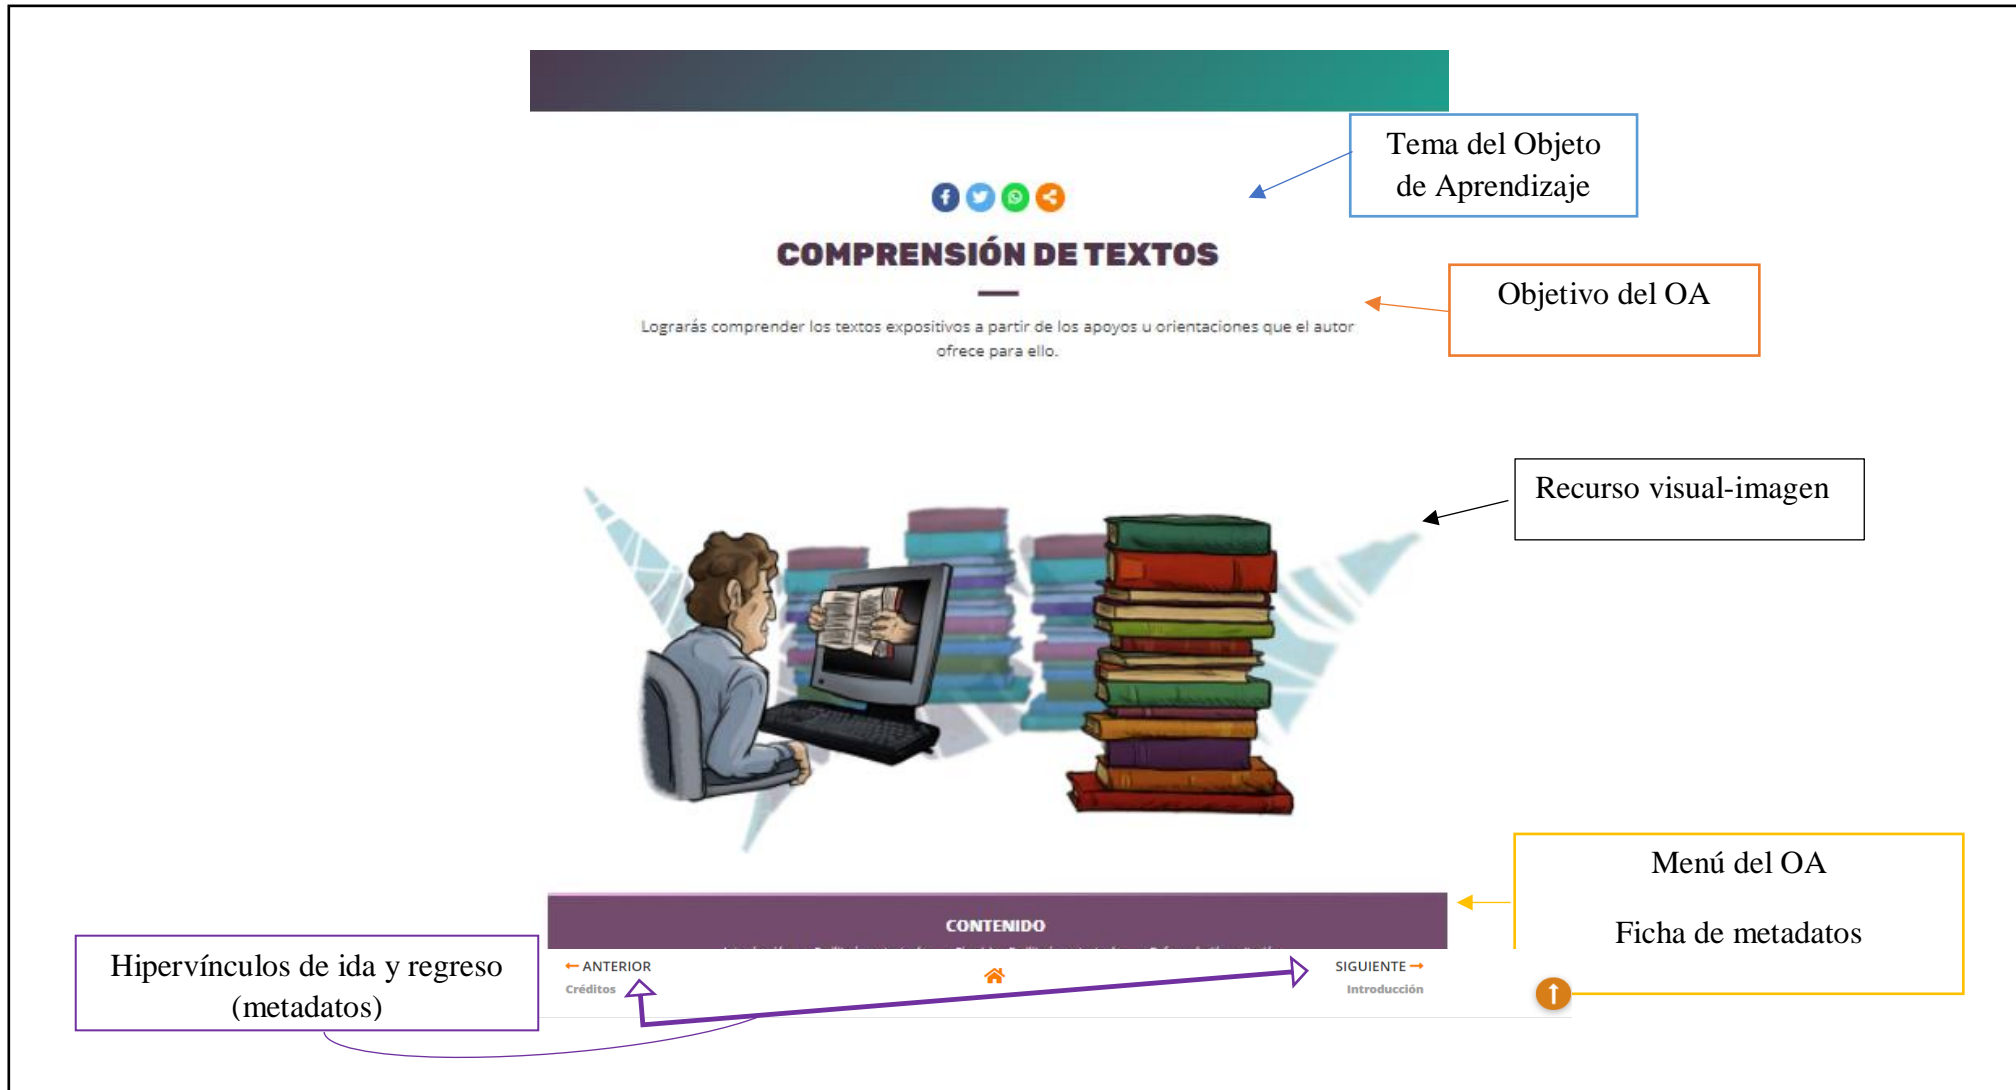 Tema del Objeto
de Aprendizaje
COMPRENSIÓN DE TEXTOS
Objetivo del OA
Lograrás comprender los textos expositivos a partir de los apoyos u orientaciones que el autor
ofrece para ello.
Recurso visual-imagen
Menú del OA
Ficha de metadatos
CONTENIDO
Hipervínculos de ida y regreso
(metadatos)
← ANTERIOR
Créditos
SIGUIENTE →
Introducción